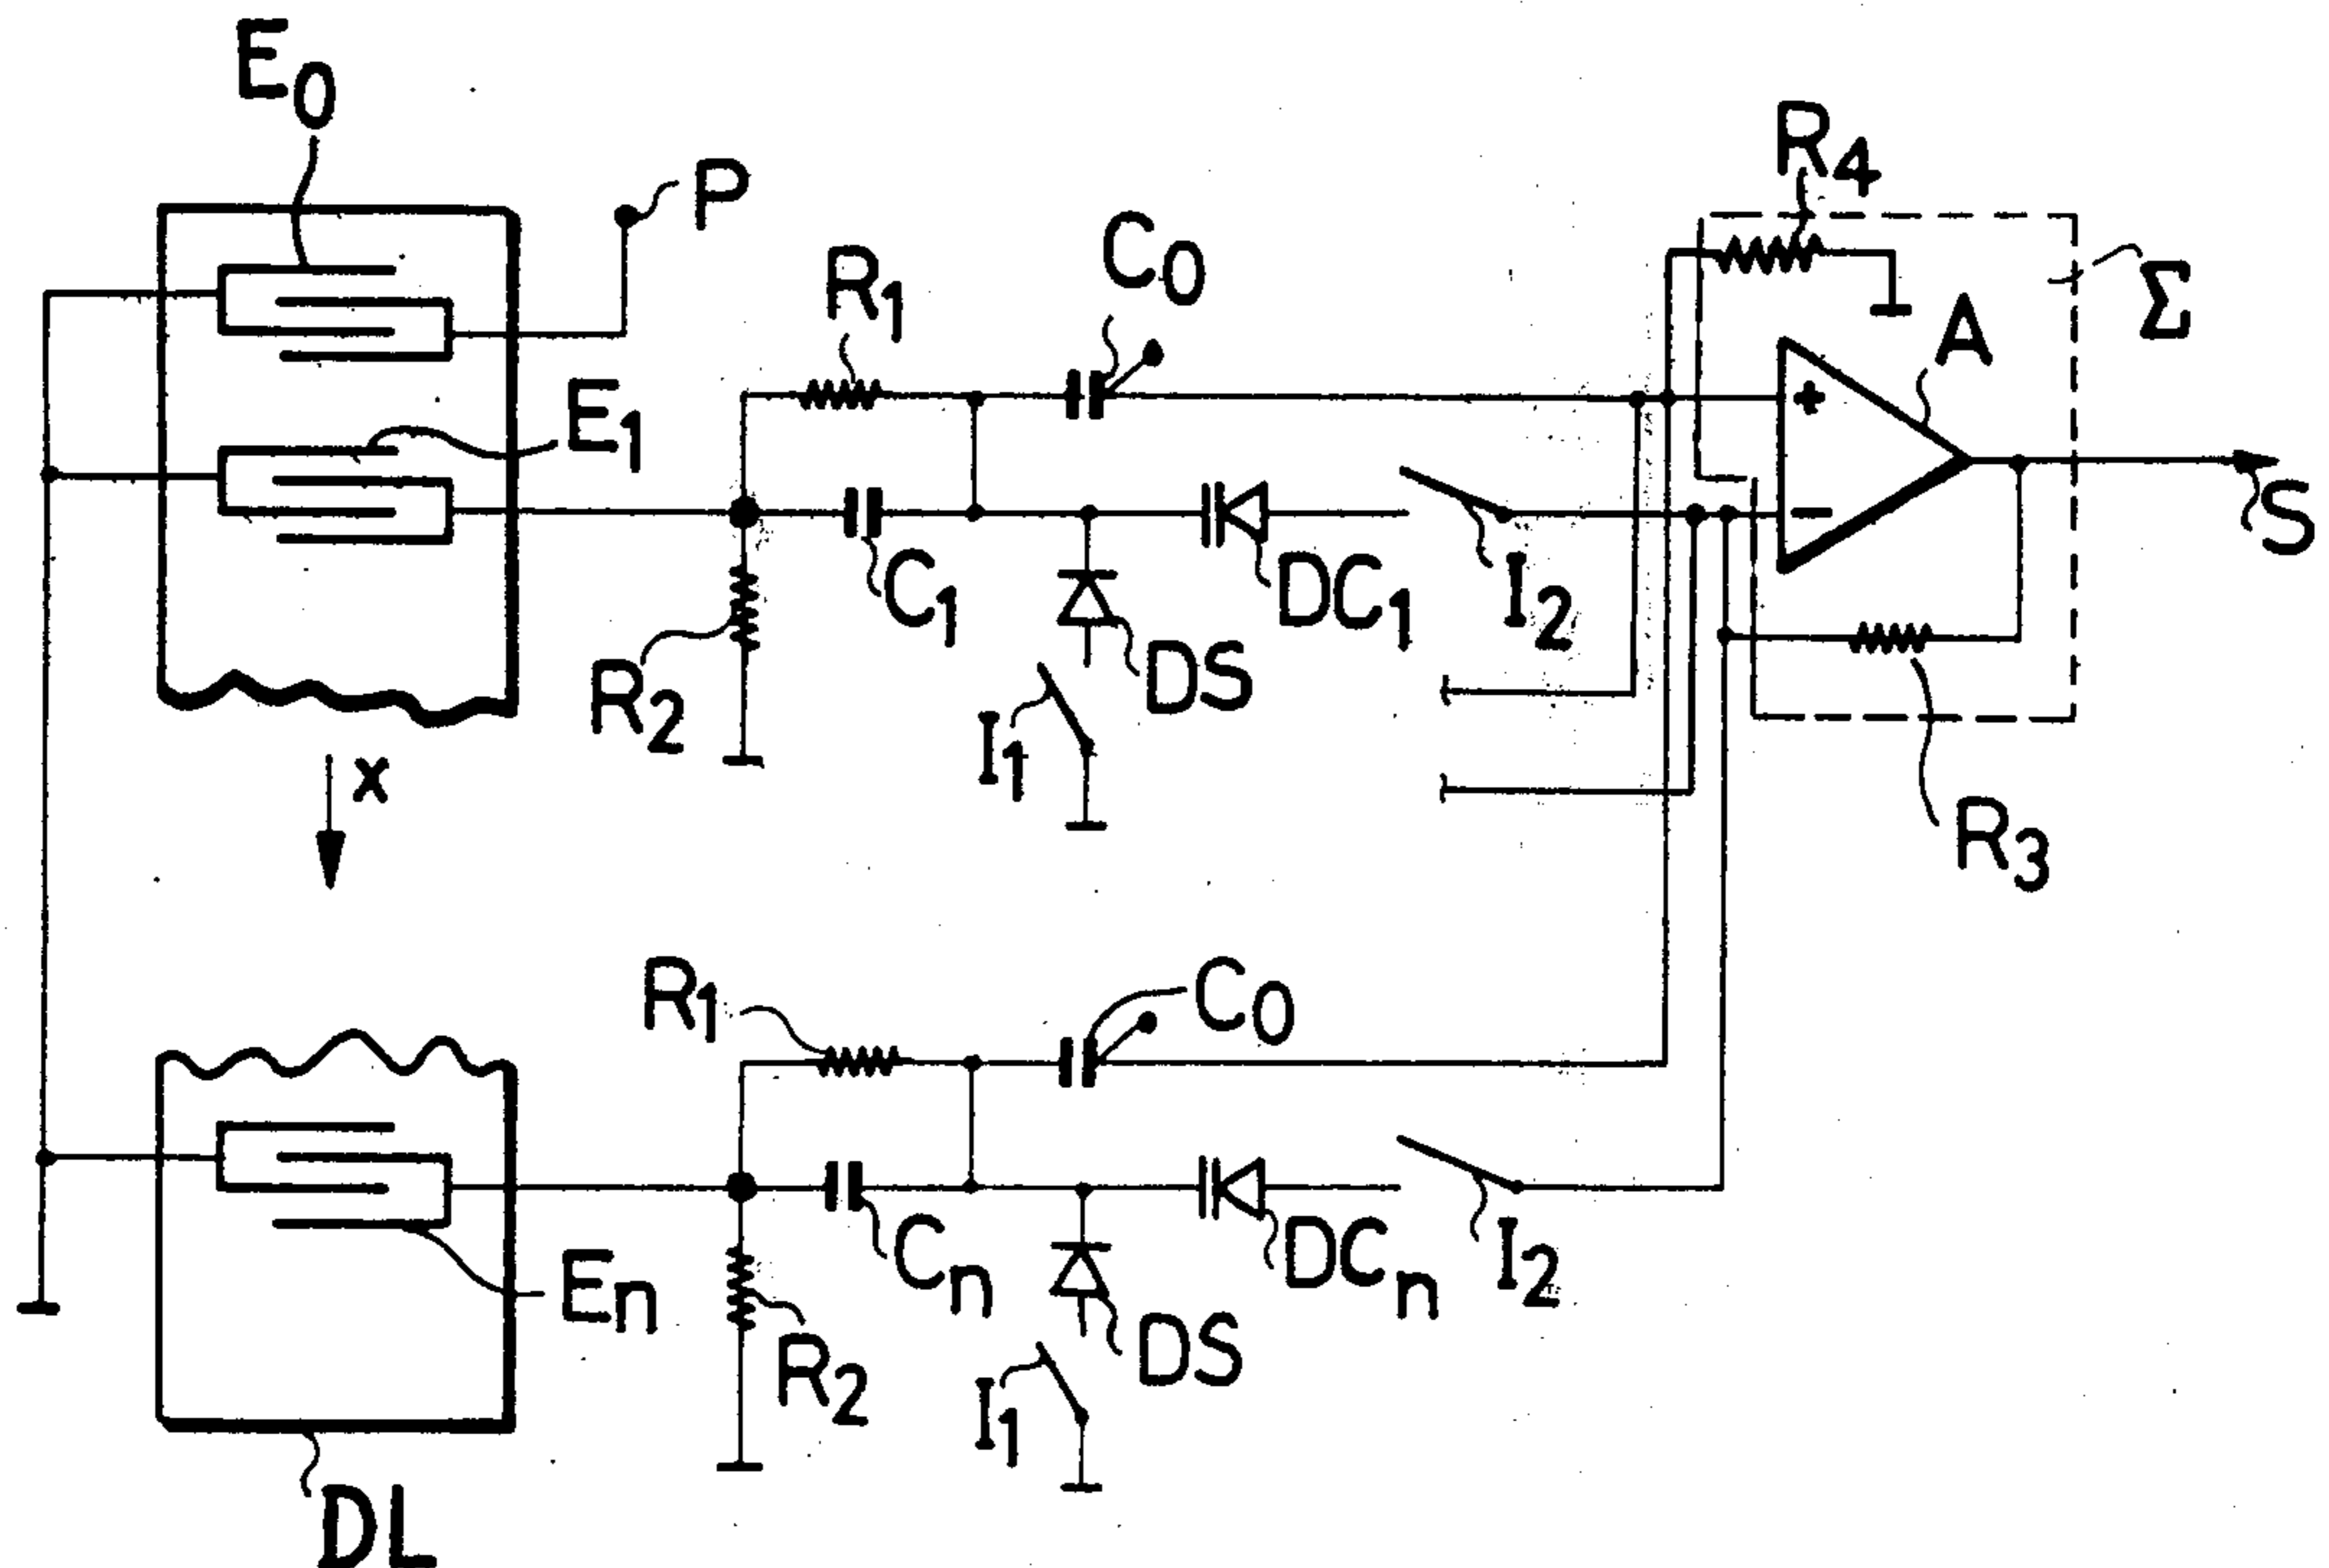 E0
P
R4
C0
R1
Σ
A
E1
+
S
−
C1
DC1
I2
R2
DS
I1
x
R3
R1
C0
Cn
DCn
I2
En
DS
R2
I1
DL